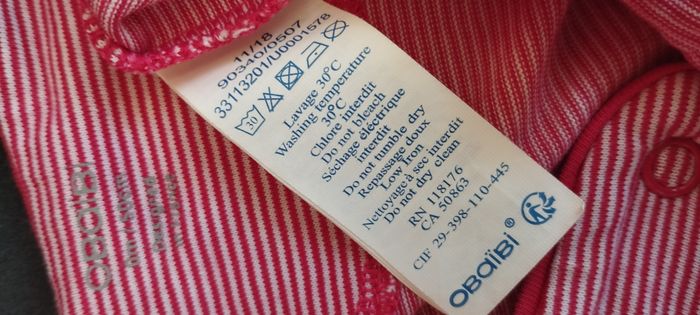 11/18
90340/0507
33113201/U0001578
30
Lavage 30°C
Washing temperature
30°C
Chlore interdit
Do not bleach
Séchage électrique
interdit
Do not tumble dry
Repassage doux
Low Iron
Nettoyage à sec interdit
Do not dry clean
RN 118176
CA 50863
CIF 29-398-110-445
OBaïBi ®
OBaïBi